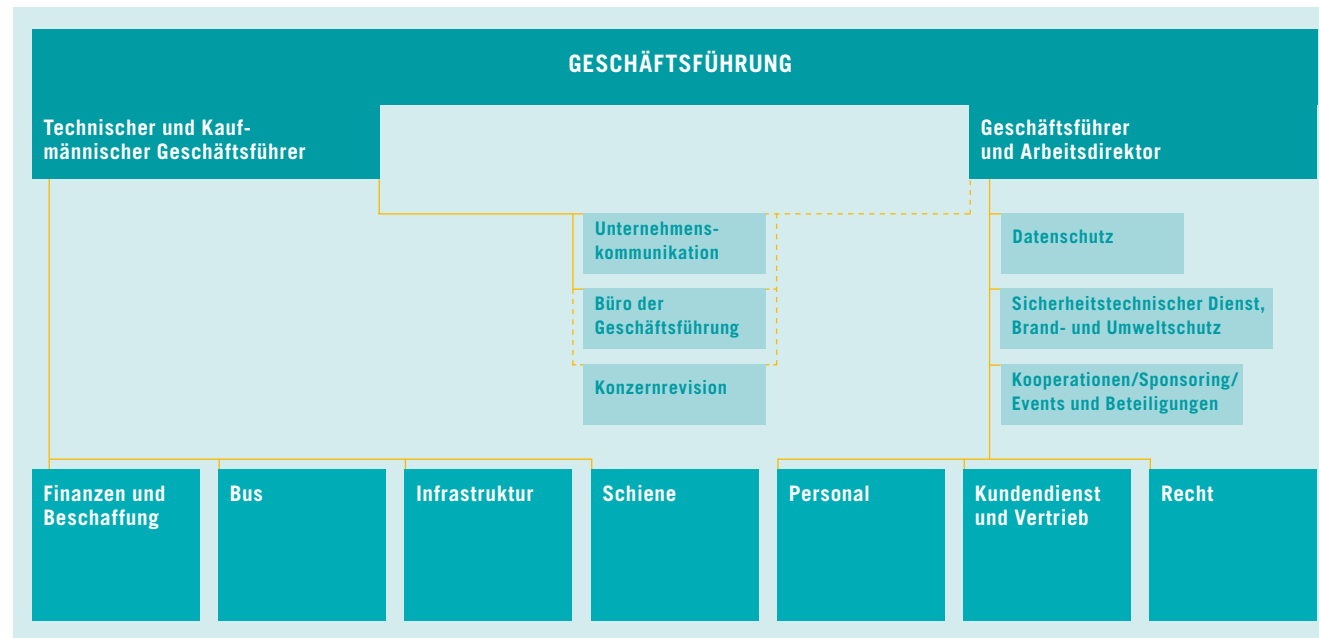 GESCHÄFTSFÜHRUNG
Technischer und Kauf-
männischer Geschäftsführer
Geschäftsführer
und Arbeitsdirektor
Unternehmens-
kommunikation
Büro der
Geschäftsführung
Konzernrevision
Datenschutz
Sicherheitstechnischer Dienst,
Brand- und Umweltschutz
Kooperationen/Sponsoring/
Events und Beteiligungen
Finanzen und
Beschaffung
Bus
Infrastruktur
Schiene
Personal
Kundendienst
und Vertrieb
Recht